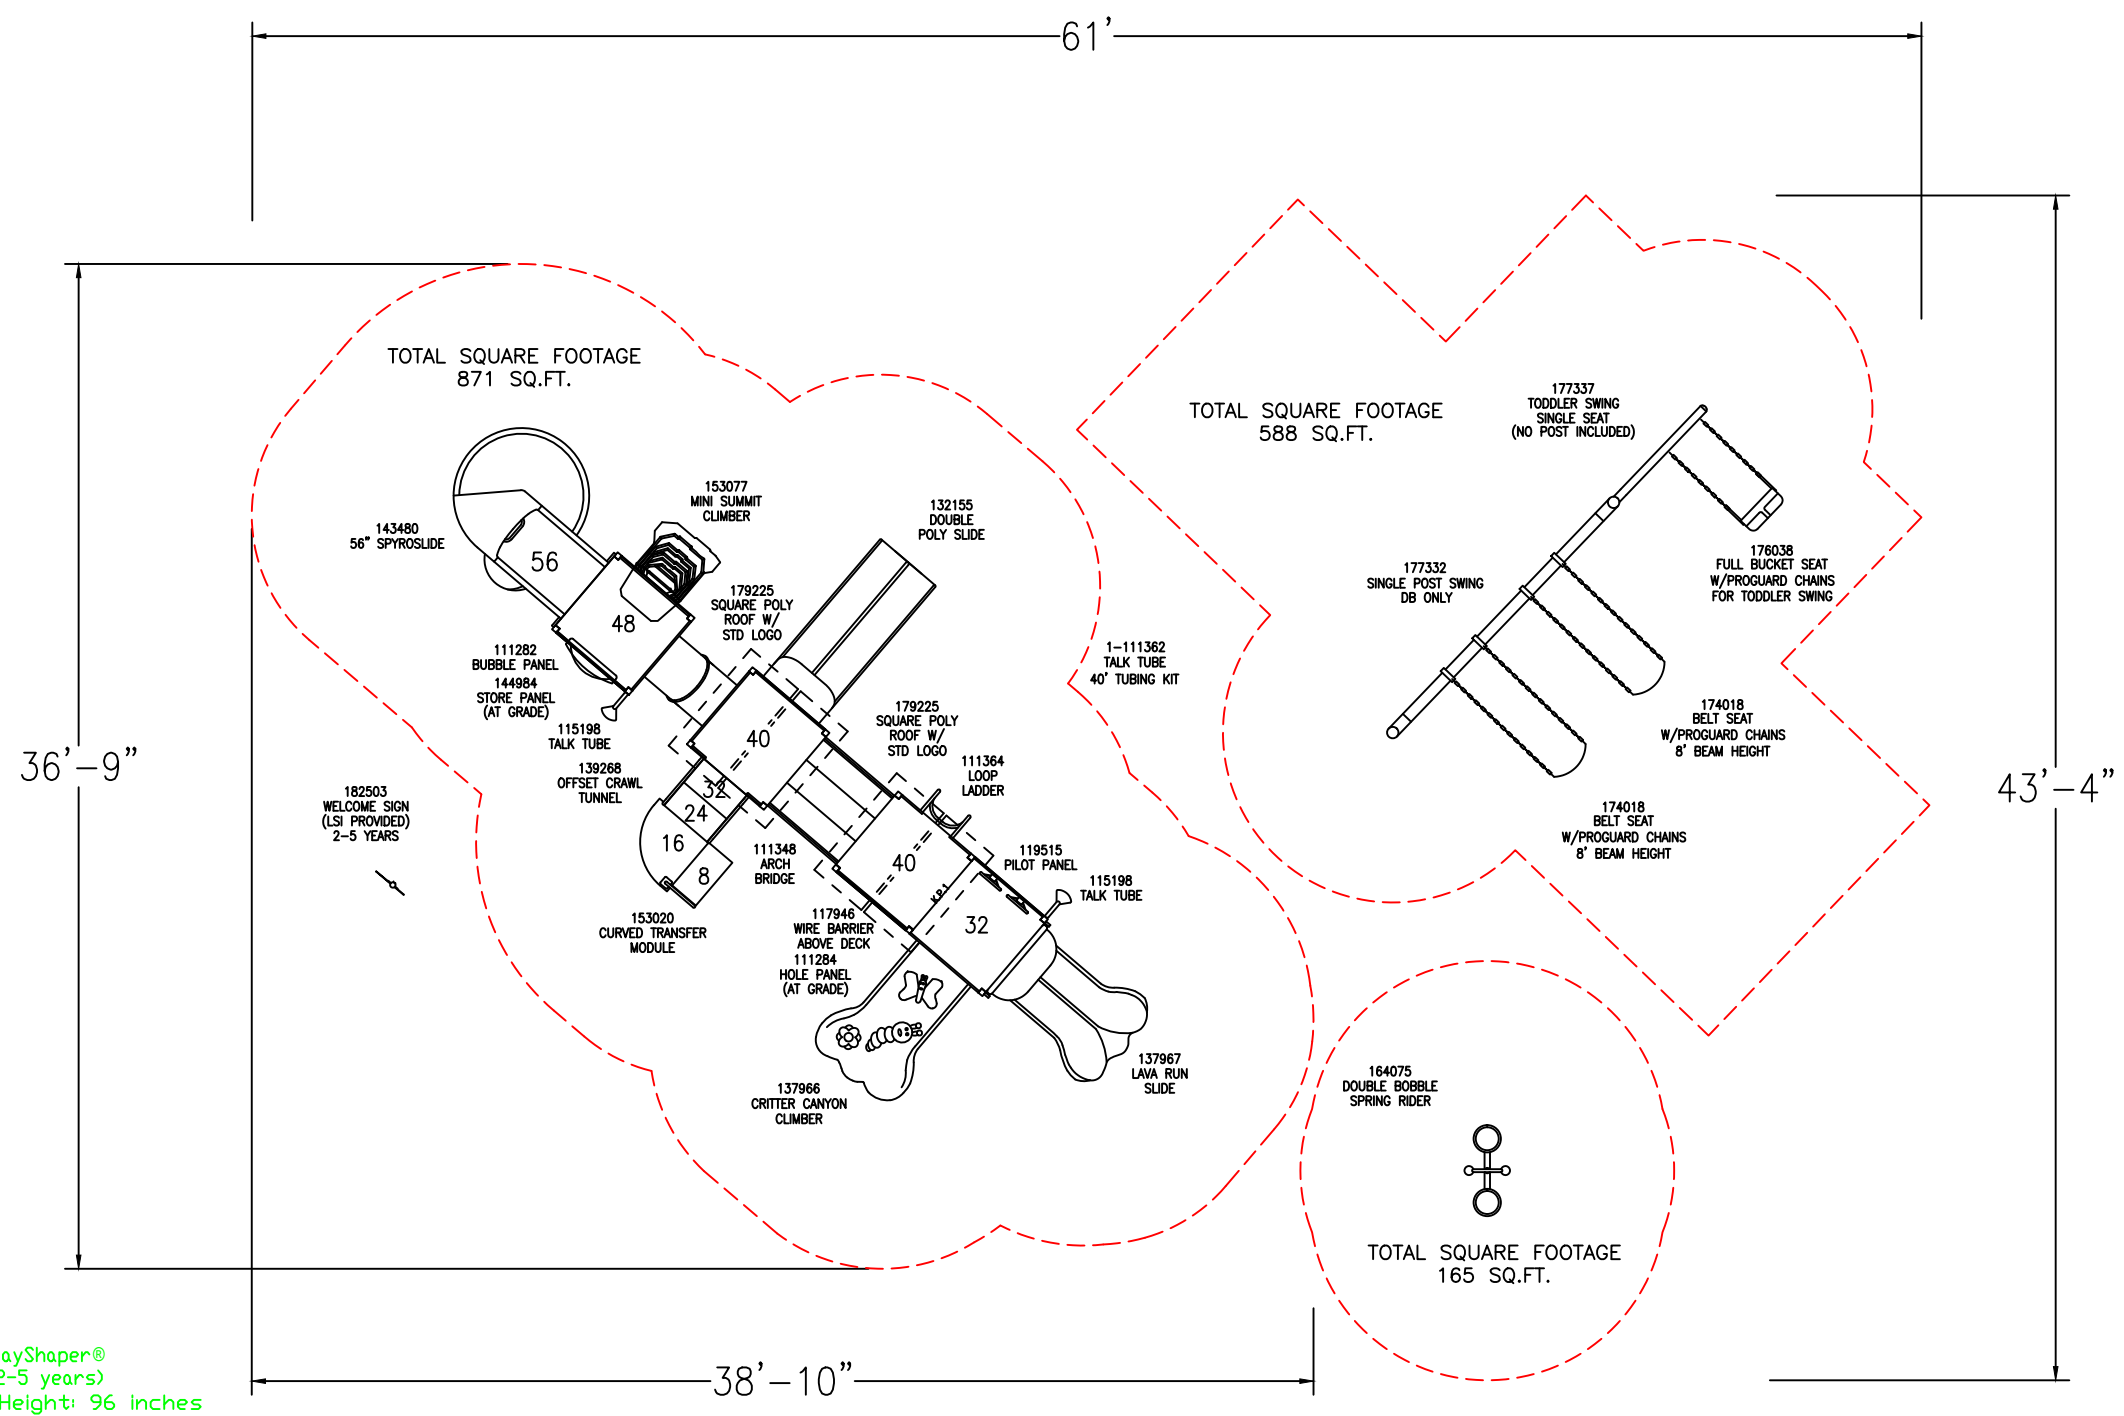 61'
TOTAL SQUARE FOOTAGE
871 SQ.FT.
TOTAL SQUARE FOOTAGE
588 SQ.FT.
177337
TODDLER SWING
SINGLE SEAT
(NO POST INCLUDED)
153077
MINI SUMMIT
CLIMBER
132155
DOUBLE
POLY SLIDE
143480
56" SPYROSLIDE
56
176038
FULL BUCKET SEAT
W/PROGUARD CHAINS
FOR TODDLER SWING
177332
SINGLE POST SWING
DB ONLY
179225
SQUARE POLY
ROOF W/
STD LOGO
48
111282
BUBBLE PANEL
144984
STORE PANEL
(AT GRADE)
1-111362
TALK TUBE
40' TUBING KIT
179225
SQUARE POLY
ROOF W/
STD LOGO
174018
BELT SEAT
W/PROGUARD CHAINS
8' BEAM HEIGHT
115198
TALK TUBE
40
36'-9"
139268
OFFSET CRAWL
TUNNEL
111364
LOOP
LADDER
43'-4"
182503
WELCOME SIGN
(LSI PROVIDED)
2-5 YEARS
32
24
16
8
174018
BELT SEAT
W/PROGUARD CHAINS
8' BEAM HEIGHT
111348
ARCH
BRIDGE
40
119515
PILOT PANEL
115198
TALK TUBE
32
153020
CURVED TRANSFER
MODULE
117946
WIRE BARRIER
ABOVE DECK
111284
HOLE PANEL
(AT GRADE)
137967
LAVA RUN
SLIDE
137966
CRITTER CANYON
CLIMBER
164075
DOUBLE BOBBLE
SPRING RIDER
TOTAL SQUARE FOOTAGE
165 SQ.FT.
ayShaper®
2-5 years)
Height: 96 inches
38'-10"